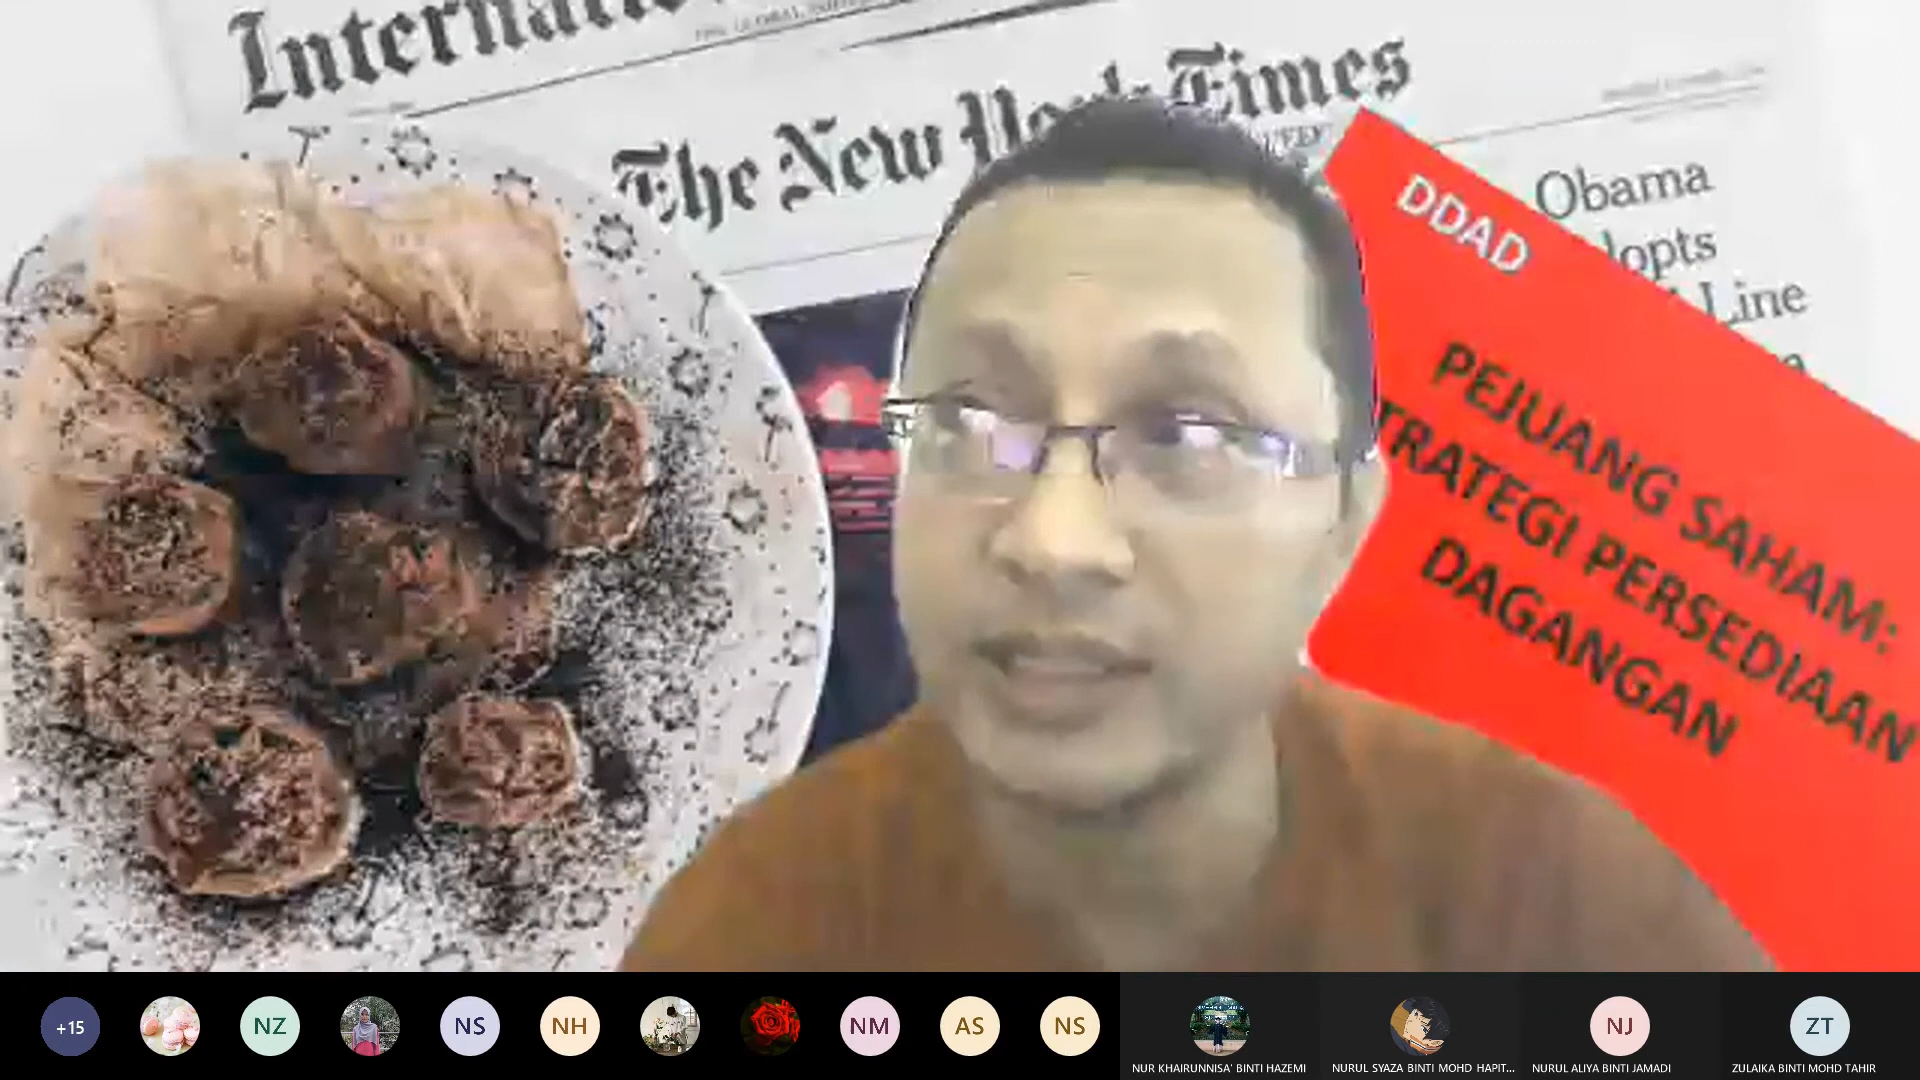 The New York Times
Obama
Line
DDAD
PEJUANG SAHAM:
TRATEGI PERSEDIAAN
DAGANGAN
+15
NZ
NS
NH
NM
AS
NS
NJ
ZT
NUR KHAIRUNNISA' BINTI HAZEMI
NURUL SYAZA BINTI MOHD HAPIT...
NURUL ALIYA BINTI JAMADI
ZULAIKA BINTI MOHD TAHIR